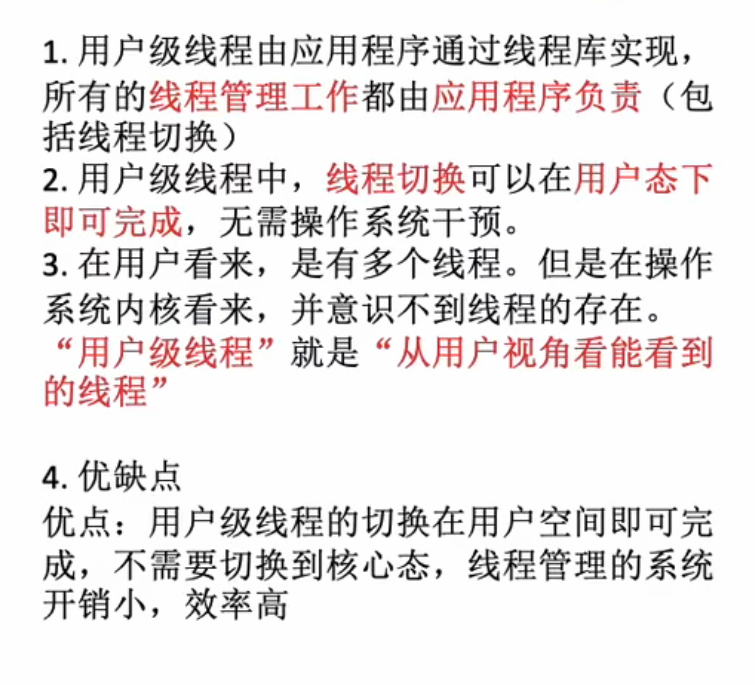 1. 用户级线程由应用程序通过线程库实现，
所有的线程管理工作都由应用程序负责（包
括线程切换）
2. 用户级线程中，线程切换可以在用户态下
即可完成，无需操作系统干预。
3. 在用户看来，是有多个线程。但是在操作
系统内核看来，并意识不到线程的存在。
“用户级线程”就是“从用户视角看能看到
的线程”
4. 优缺点
优点：用户级线程的切换在用户空间即可完
成，不需要切换到核心态，线程管理的系统
开销小，效率高